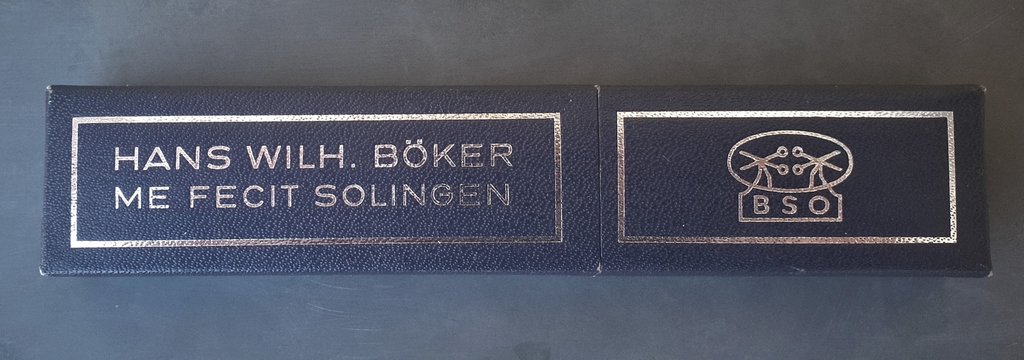 HANS WILH. BÖKER
ME FECIT SOLINGEN
BSO